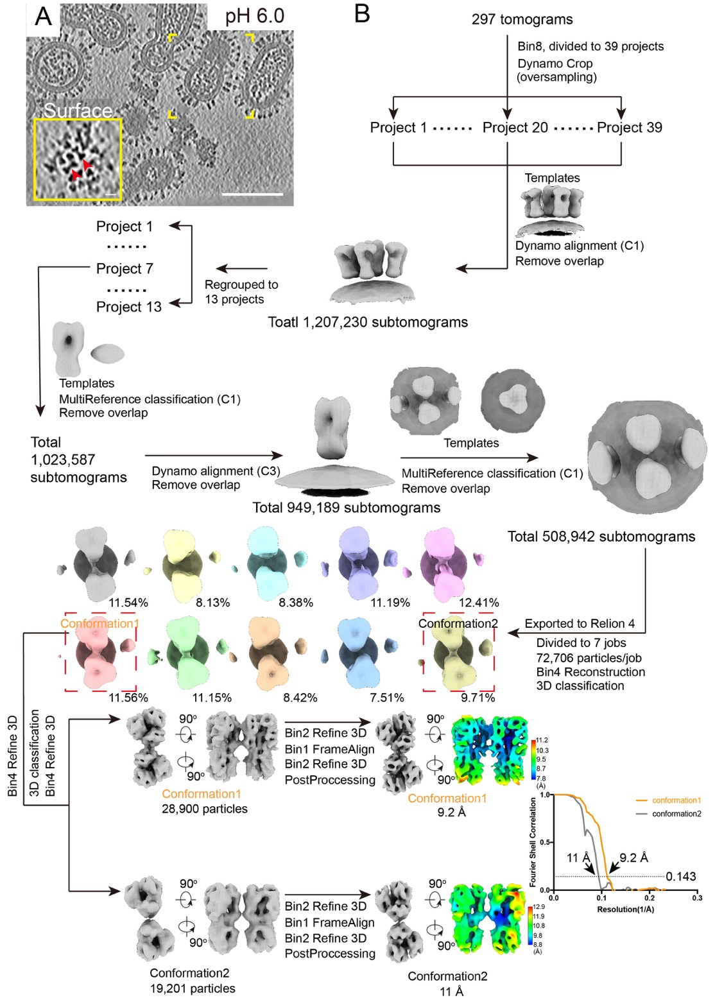 A
pH 6.0
Surface
B
297 tomograms
Bin8, divided to 39 projects
Dynamo Crop
(oversampling)
Project 1 ······ Project 20 ······ Project 39
Templates
Dynamo alignment (C1)
Remove overlap
Toatl 1,207,230 subtomograms
Regrouped to
13 projects
Project 1
······
Project 7
······
Project 13
Templates
MultiReference classification (C1)
Remove overlap
Total
1,023,587
subtomograms
Dynamo alignment (C3)
Remove overlap
Total 949,189 subtomograms
Templates
MultiReference classification (C1)
Remove overlap
Total 508,942 subtomograms
Exported to Relion 4
Divided to 7 jobs
72,706 particles/job
Bin4 Reconstruction
3D classification
11.54%
8.13%
8.38%
11.19%
12.41%
Conformation1
Conformation2
11.56%
11.15%
8.42%
7.51%
9.71%
Bin4 Refine 3D
3D classification
Bin4 Refine 3D
90º
90º
Conformation1
28,900 particles
Bin2 Refine 3D
Bin1 FrameAlign
Bin2 Refine 3D
PostProccessing
90º
90º
Conformation1
9.2 Å
11.2
10.3
9.5
8.7
7.8
(Å)
Fourier Shell Correlation
1.0
0.5
0.0
conformation1
conformation2
11 Å
9.2 Å
0.143
0.0
0.1
0.2
0.3
Resolution(1/Å)
90º
90º
Conformation2
19,201 particles
Bin2 Refine 3D
Bin1 FrameAlign
Bin2 Refine 3D
PostProccessing
90º
90º
Conformation2
11 Å
12.9
11.9
10.8
9.8
8.8
(Å)